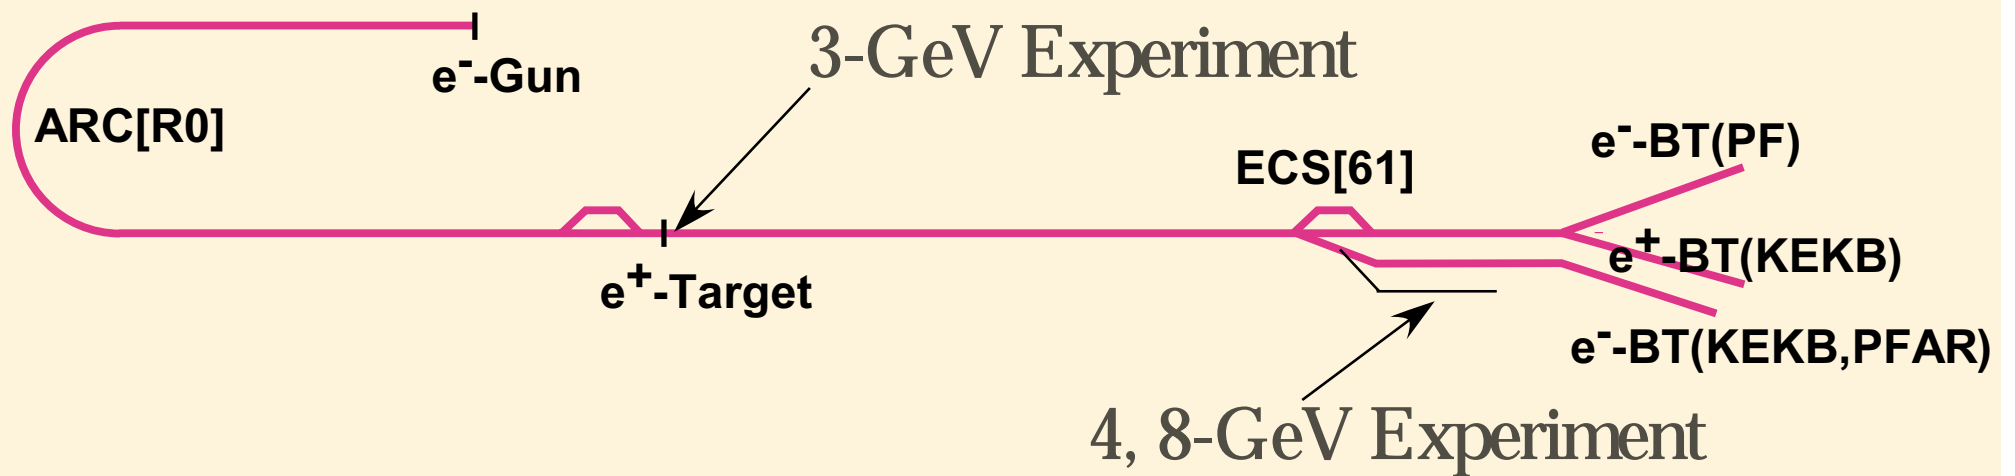 3-GeV Experiment
e⁻-Gun
ARC[R0]
e⁻-BT(PF)
ECS[61]
e⁺-BT(KEKB)
e⁺-Target
e⁻-BT(KEKB,PFAR)
4, 8-GeV Experiment